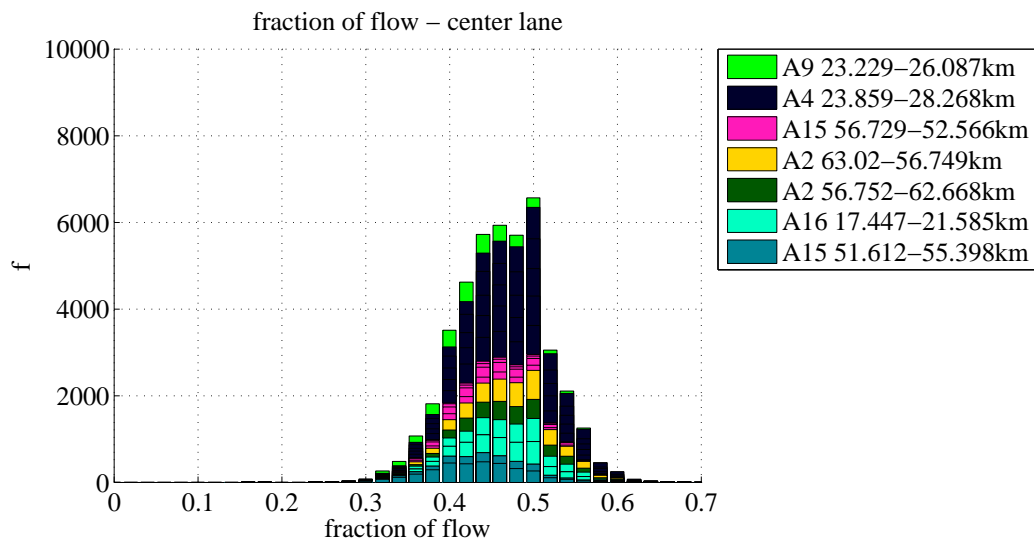 fraction of flow – center lane
10000
8000
6000
4000
2000
0
f
0
0.1
0.2
0.3
0.4
0.5
0.6
0.7
fraction of flow
A9 23.229–26.087km
A4 23.859–28.268km
A15 56.729–52.566km
A2 63.02–56.749km
A2 56.752–62.668km
A16 17.447–21.585km
A15 51.612–55.398km